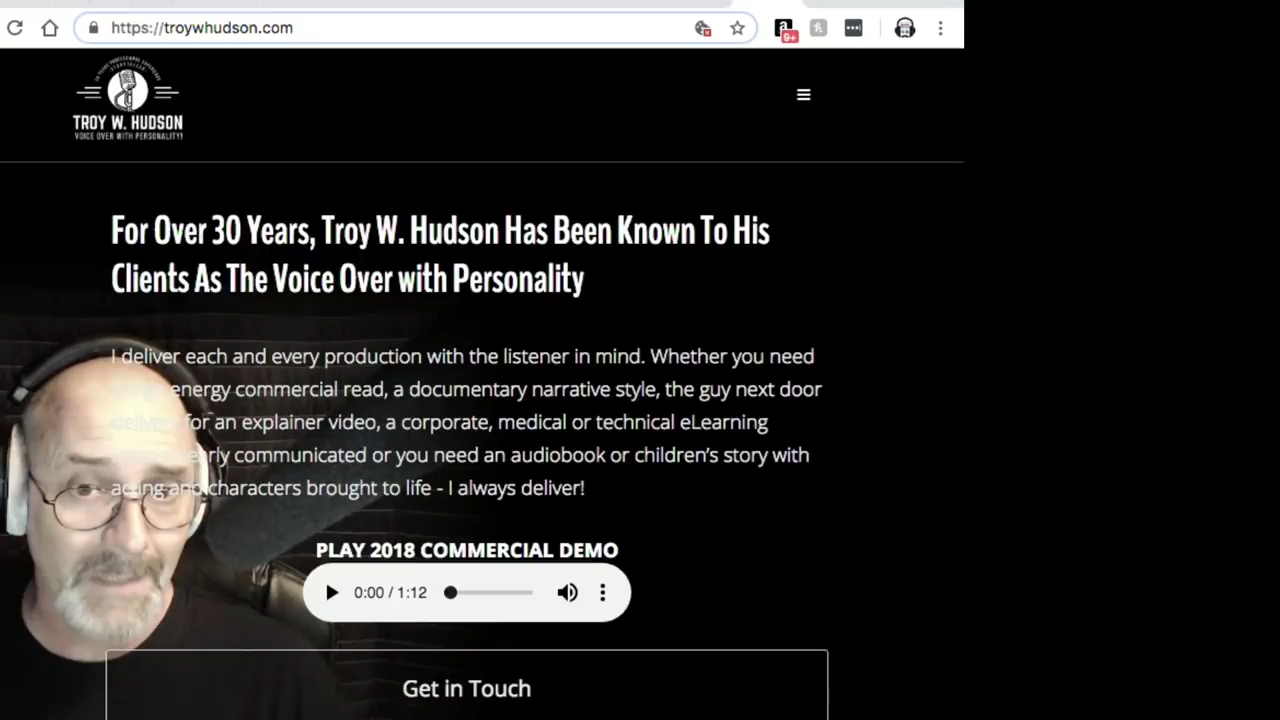 https://troywhudson.com
9+
TROY W. HUDSON
VOICE OVER WITH PERSONALITY!
For Over 30 Years, Troy W. Hudson Has Been Known To His
Clients As The Voice Over with Personality
I deliver each and every production with the listener in mind. Whether you need
energy commercial read, a documentary narrative style, the guy next door
for an explainer video, a corporate, medical or technical eLearning
communicated or you need an audiobook or children's story with
acting and characters brought to life - I always deliver!
PLAY 2018 COMMERCIAL DEMO
0:00 / 1:12
Get in Touch